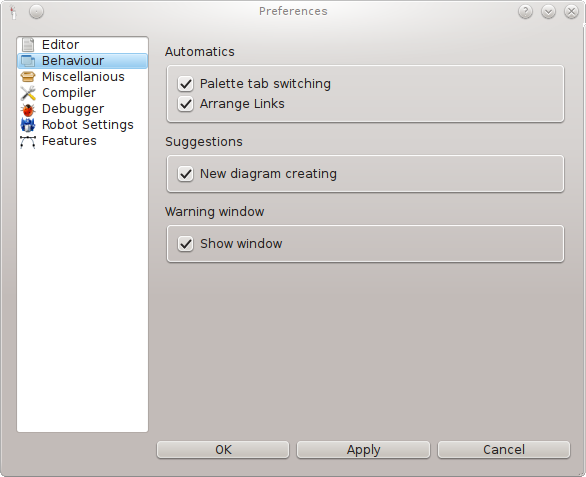 Preferences
?
Editor
Behaviour
Miscellanious
Compiler
Debugger
Robot Settings
Features
Automatics
Palette tab switching
Arrange Links
Suggestions
New diagram creating
Warning window
Show window
OK
Apply
Cancel